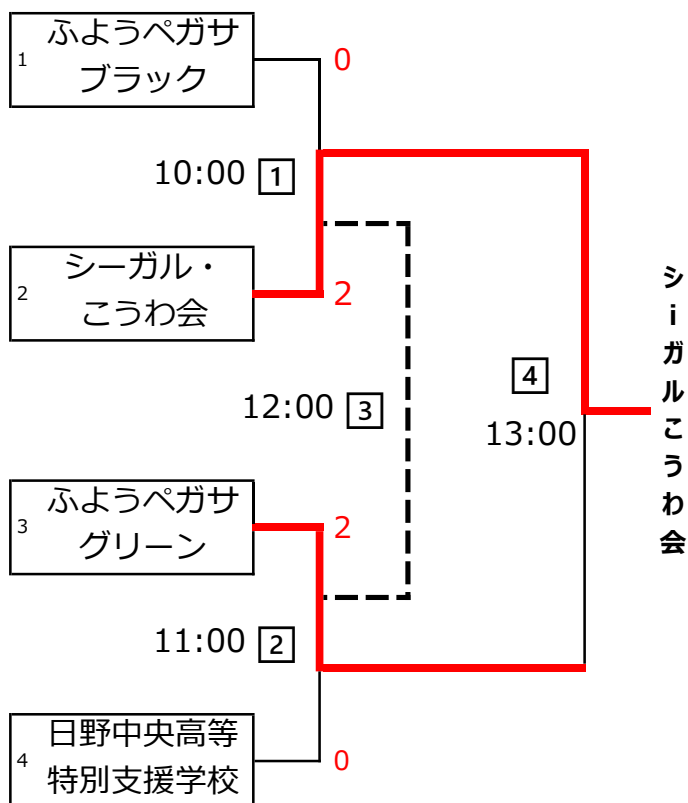 1
ふようペガサ
ブラック
0
10:00 1
2
シーガル・
こうわ会
2
12:00 3
4
13:00
シiガルこうわ会
3
ふようペガサ
グリーン
2
11:00 2
4
日野中央高等
特別支援学校
0